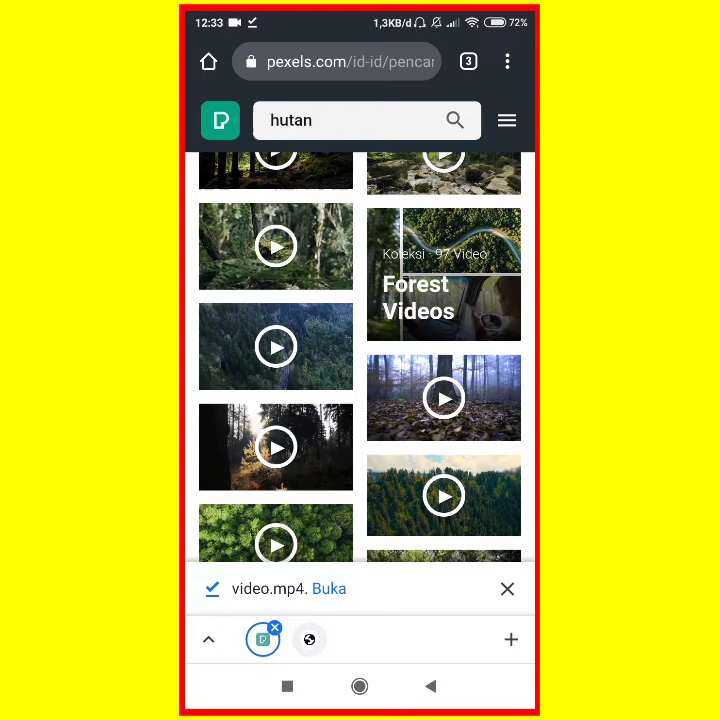 12:33
1,3KB/d
72%
pexels.com/id-id/pencar
3
hutan
Koleksi · 97 Video
Forest
Videos
video.mp4. Buka